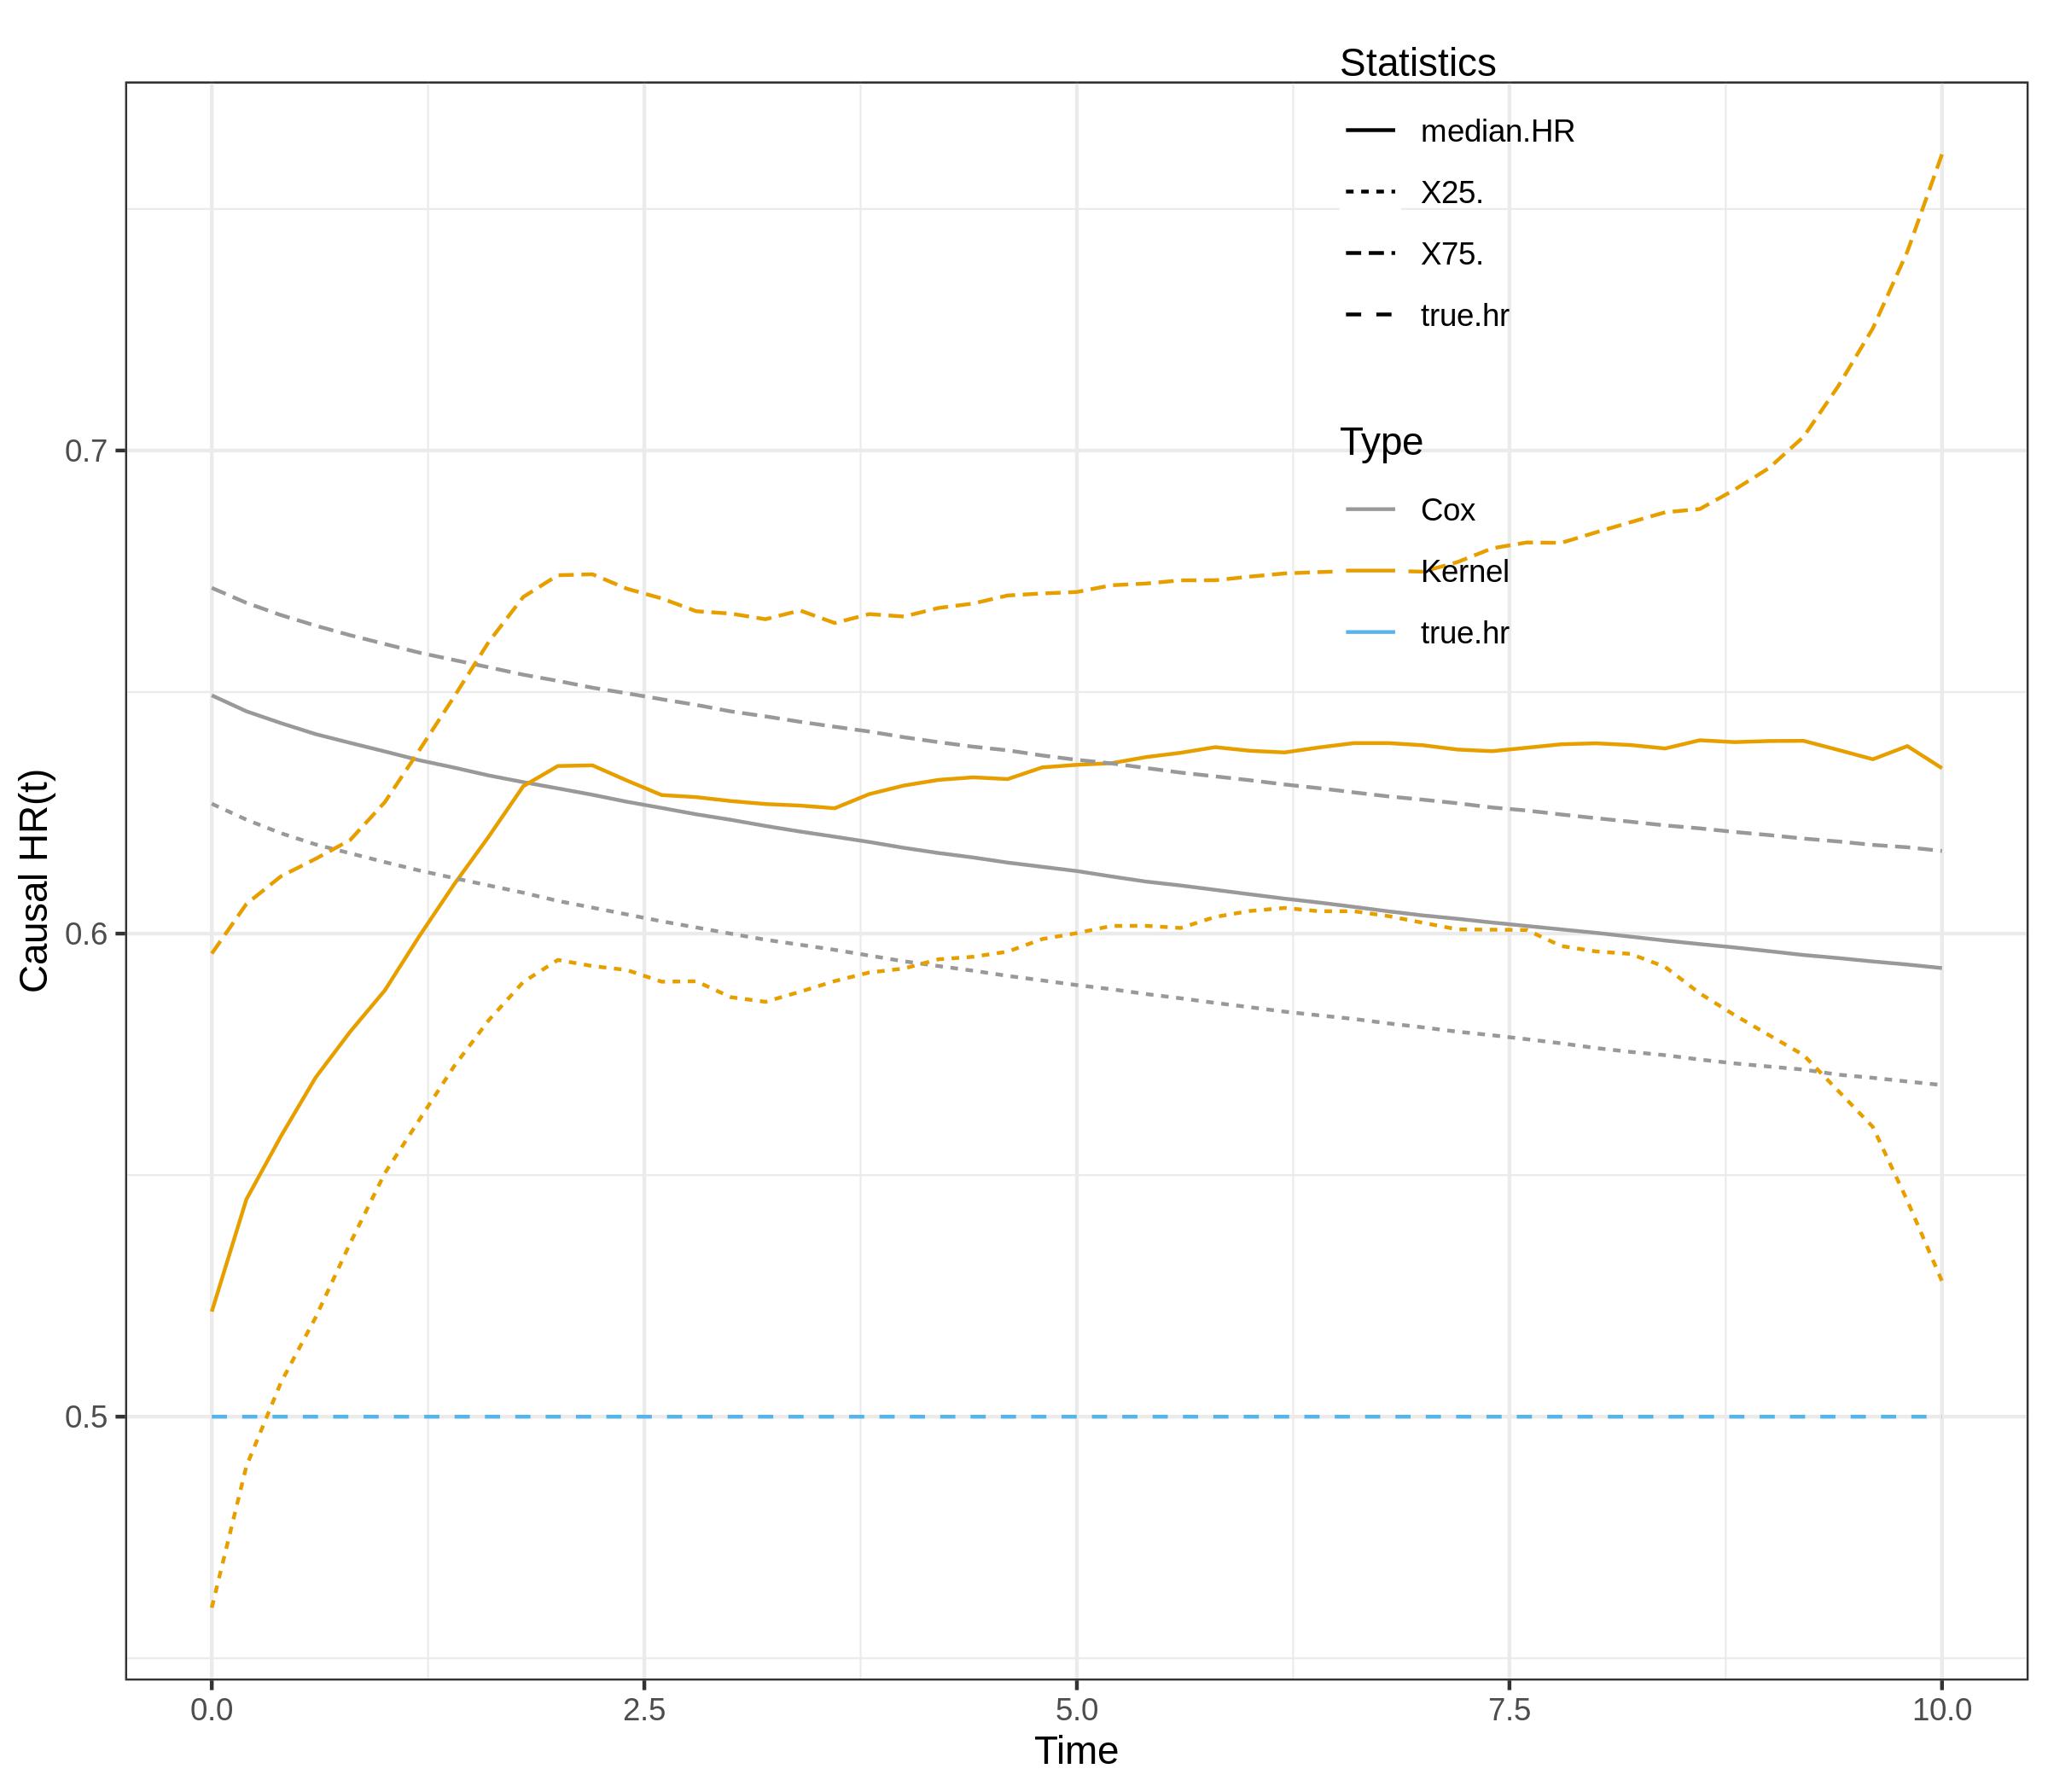 Statistics
median.HR
X25.
X75.
true.hr
Type
Cox
Kernel
true.hr
Causal HR(t)
0.7
0.6
0.5
0.0 2.5 5.0 7.5 10.0
Time